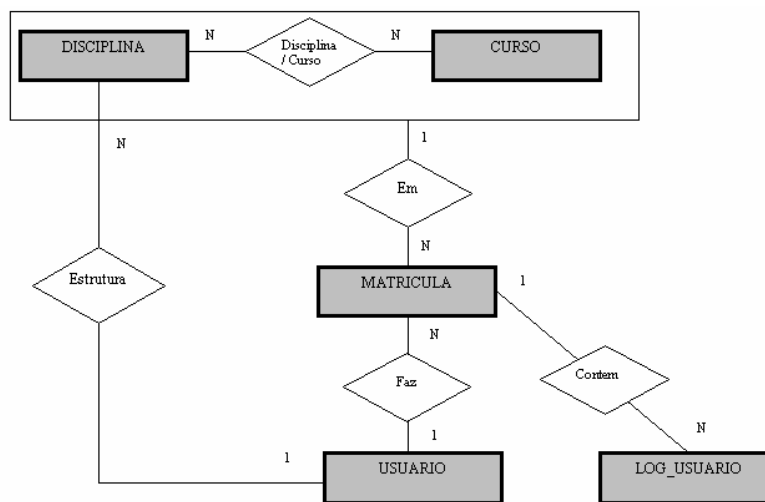 DISCIPLINA
N
Disciplina
/ Curso
N
CURSO
N
1
Em
N
Estrutura
MATRICULA
1
N
Faz
Contem
1
N
1
USUARIO
LOG_USUARIO